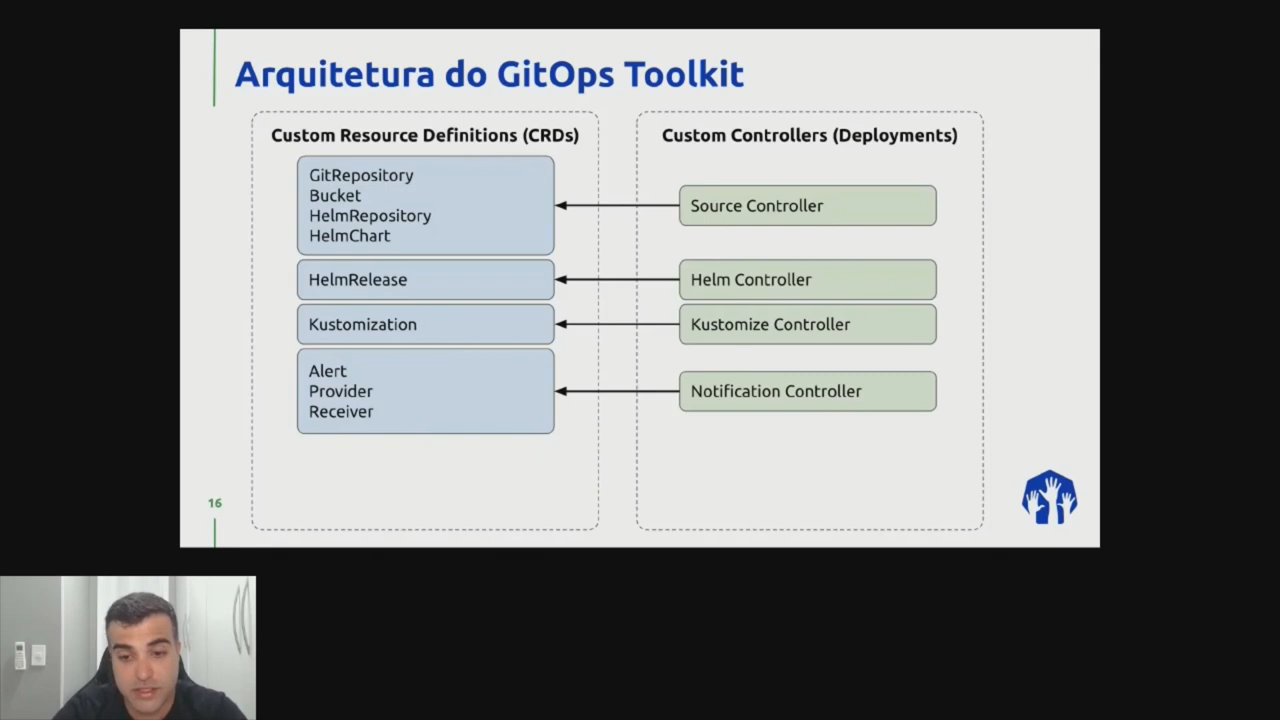 Arquitetura do GitOps Toolkit
Custom Resource Definitions (CRDs)
GitRepository
Bucket
HelmRepository
HelmChart
HelmRelease
Kustomization
Alert
Provider
Receiver
Custom Controllers (Deployments)
Source Controller
Helm Controller
Kustomize Controller
Notification Controller
16